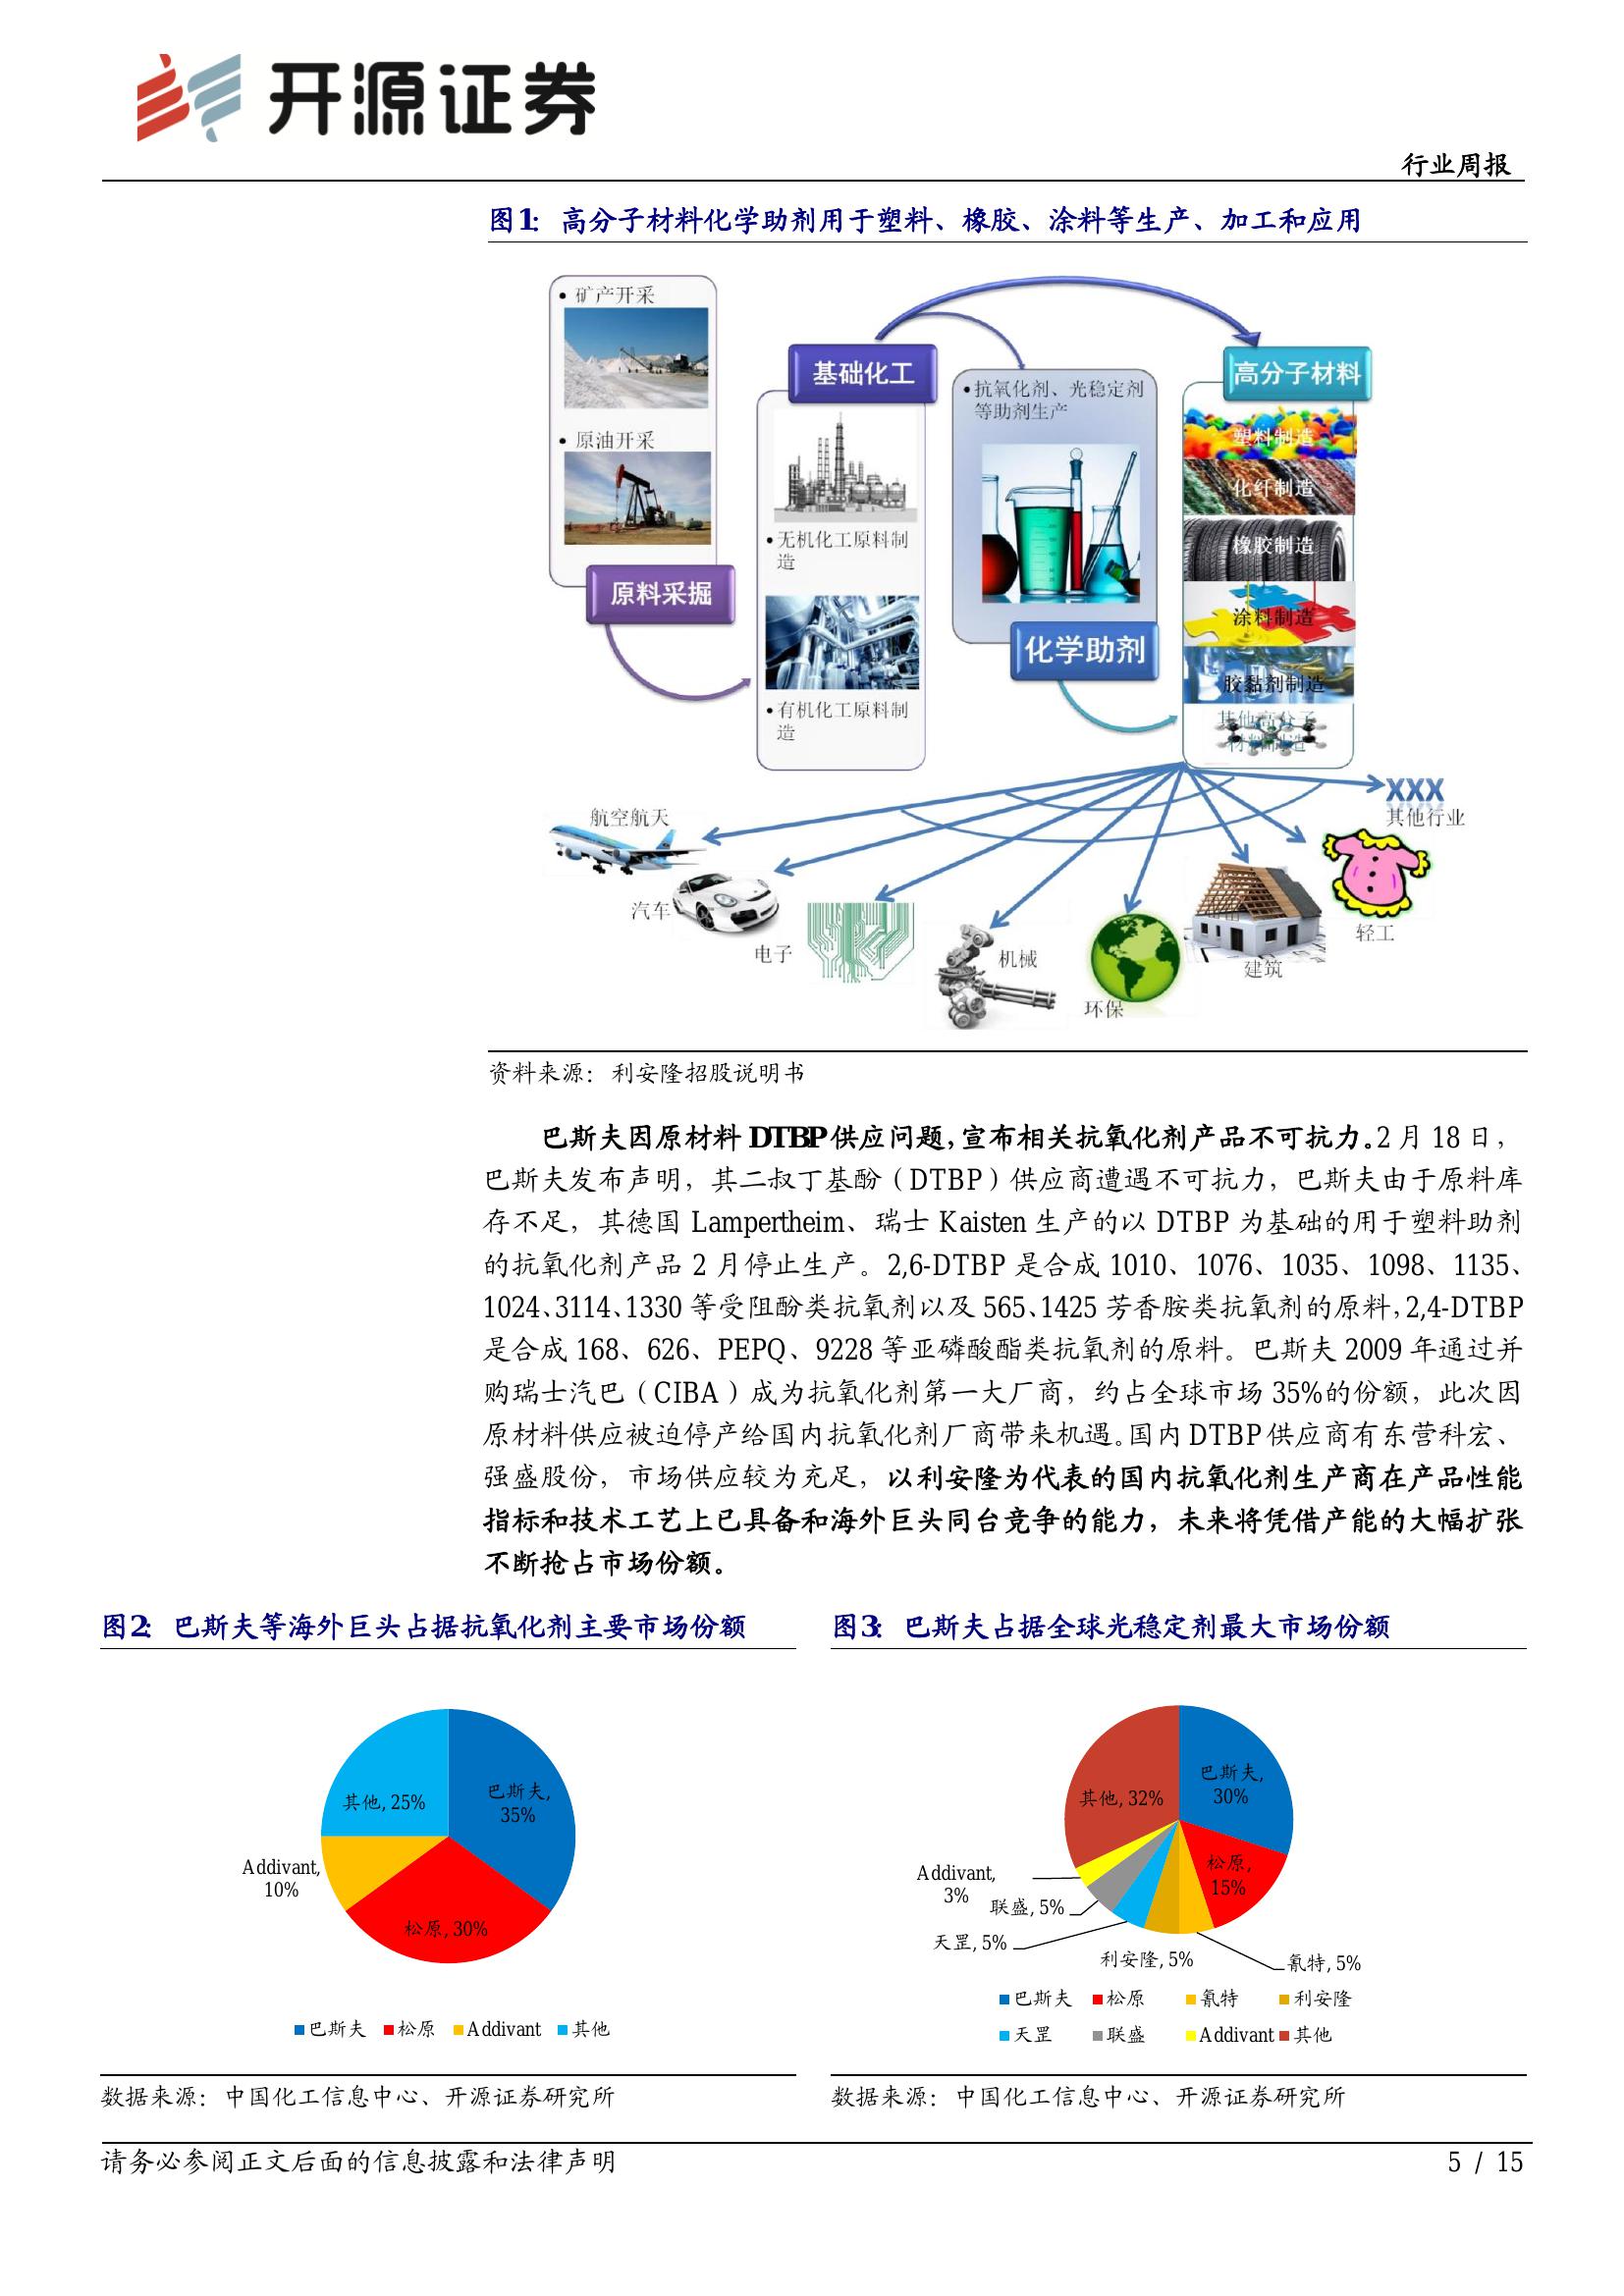 开源证券
行业周报
图1: 高分子材料化学助剂用于塑料、橡胶、涂料等生产、加工和应用
• 矿产开采
• 原油开采
原料采掘
基础化工
•无机化工原料制
造
•有机化工原料制
造
•抗氧化剂、光稳定剂
等助剂生产
化学助剂
高分子材料
塑料制造
化纤制造
橡胶制造
涂料制造
胶黏剂制造
其他高分子
材料制造
航空航天
汽车
电子
机械
环保
建筑
轻工
XXX
其他行业
资料来源：利安隆招股说明书
巴斯夫因原材料 DTBP 供应问题，宣布相关抗氧化剂产品不可抗力。2 月 18 日，
巴斯夫发布声明，其二叔丁基酚（DTBP）供应商遭遇不可抗力，巴斯夫由于原料库
存不足，其德国 Lampertheim、瑞士 Kaisten 生产的以 DTBP 为基础的用于塑料助剂
的抗氧化剂产品 2 月停止生产。2,6-DTBP 是合成 1010、1076、1035、1098、1135、
1024、3114、1330 等受阻酚类抗氧剂以及 565、1425 芳香胺类抗氧剂的原料，2,4-DTBP
是合成 168、626、PEPQ、9228 等亚磷酸酯类抗氧剂的原料。巴斯夫 2009 年通过并
购瑞士汽巴（CIBA）成为抗氧化剂第一大厂商，约占全球市场 35%的份额，此次因
原材料供应被迫停产给国内抗氧化剂厂商带来机遇。国内 DTBP 供应商有东营科宏、
强盛股份，市场供应较为充足，以利安隆为代表的国内抗氧化剂生产商在产品性能
指标和技术工艺上已具备和海外巨头同台竞争的能力，未来将凭借产能的大幅扩张
不断抢占市场份额。
图2: 巴斯夫等海外巨头占据抗氧化剂主要市场份额
巴斯夫,
35%
松原, 30%
Addivant,
10%
其他, 25%
巴斯夫 松原 Addivant 其他
数据来源：中国化工信息中心、开源证券研究所
图3: 巴斯夫占据全球光稳定剂最大市场份额
巴斯夫,
30%
松原,
15%
氰特, 5%
利安隆, 5%
天罡, 5%
联盛, 5%
Addivant,
3%
其他, 32%
巴斯夫 松原 氰特 利安隆
天罡 联盛 Addivant 其他
数据来源：中国化工信息中心、开源证券研究所
请务必参阅正文后面的信息披露和法律声明
5 / 15